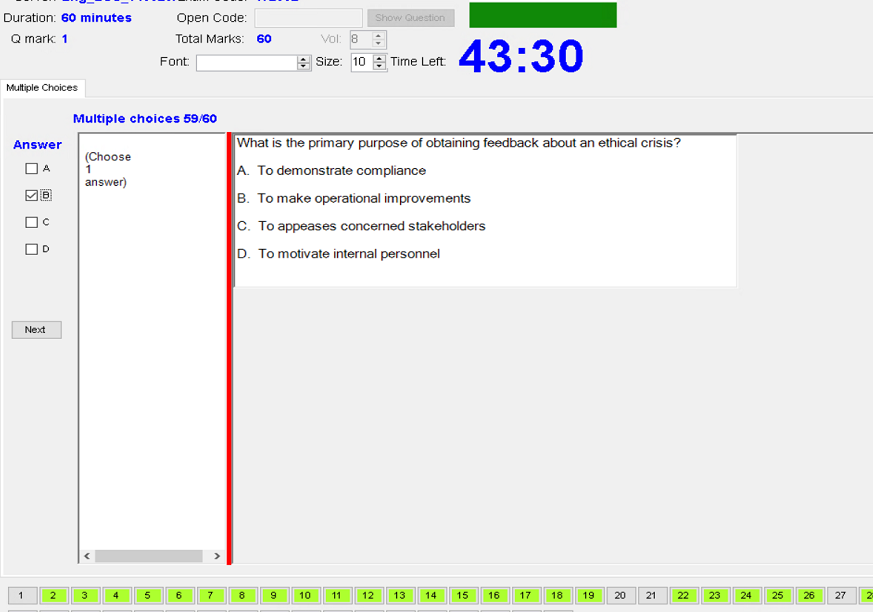 Duration: 60 minutes Open Code: Show Question
Q mark: 1 Total Marks: 60 Vol: 8
Font: Size: 10 Time Left: 43:30
Multiple Choices
Multiple choices 59/60
Answer
A
B
C
D
Next
(Choose
1
answer)
What is the primary purpose of obtaining feedback about an ethical crisis?
A. To demonstrate compliance
B. To make operational improvements
C. To appeases concerned stakeholders
D. To motivate internal personnel
1 2 3 4 5 6 7 8 9 10 11 12 13 14 15 16 17 18 19 20 21 22 23 24 25 26 27